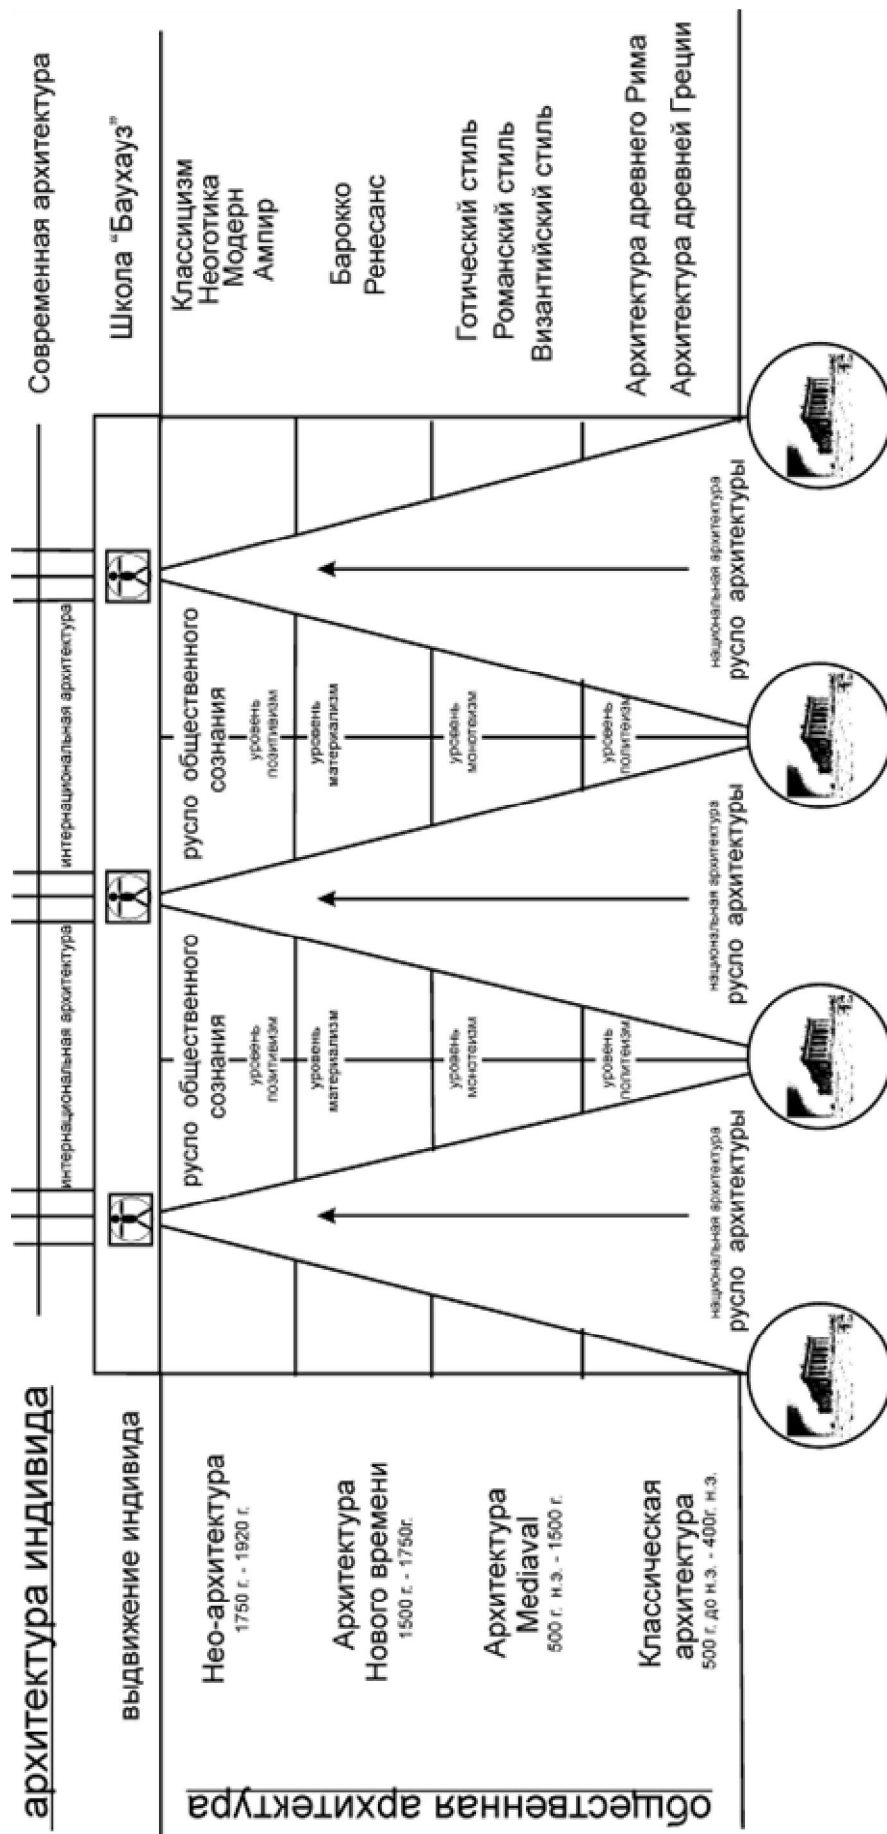 архитектура индивида
Современная архитектура
интернациональная архитектура
интернациональная архитектура
выдвижение индивида
Школа "Баухауз"
общественная архитектура
Нео-архитектура
1750 г. - 1920 г.
русло общественного
сознания
уровень
позитивизм
русло общественного
сознания
уровень
позитивизм
Классицизм
Неоготика
Модерн
Ампир
Архитектура
Нового времени
1500 г. - 1750г.
уровень
материализм
уровень
материализм
Барокко
Ренесанс
Архитектура
Mediaval
500 г. н.э. - 1500 г.
уровень
монотеизм
уровень
монотеизм
Готический стиль
Романский стиль
Византийский стиль
Классическая
архитектура
500 г. до н.э. - 400г. н.э.
уровень
политеизм
уровень
политеизм
Архитектура древнего Рима
Архитектура древней Греции
национальная архитектура
русло архитектуры
национальная архитектура
русло архитектуры
национальная архитектура
русло архитектуры